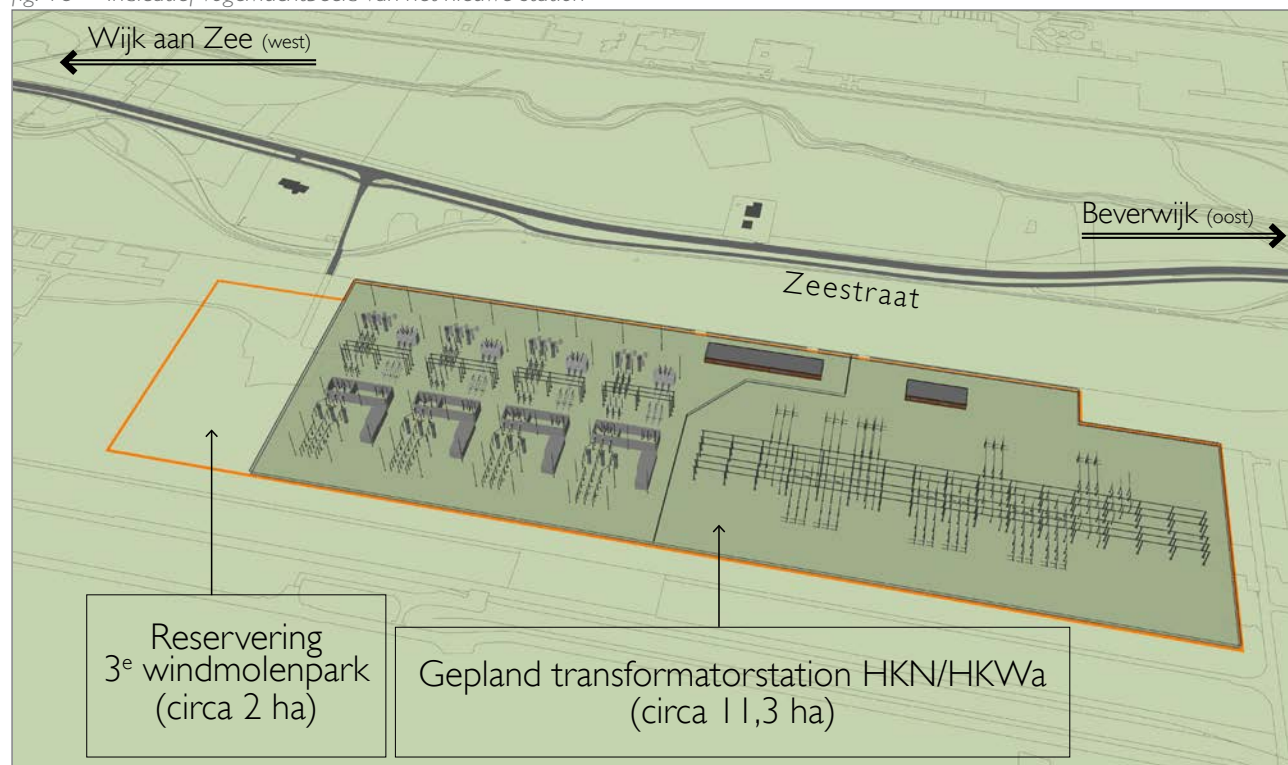 Wijk aan Zee (west)
Beverwijk (oost)
Zeestraat
Reservering
3e windmolenpark
(circa 2 ha)
Gepland transformatorstation HKN/HKWa
(circa 11,3 ha)